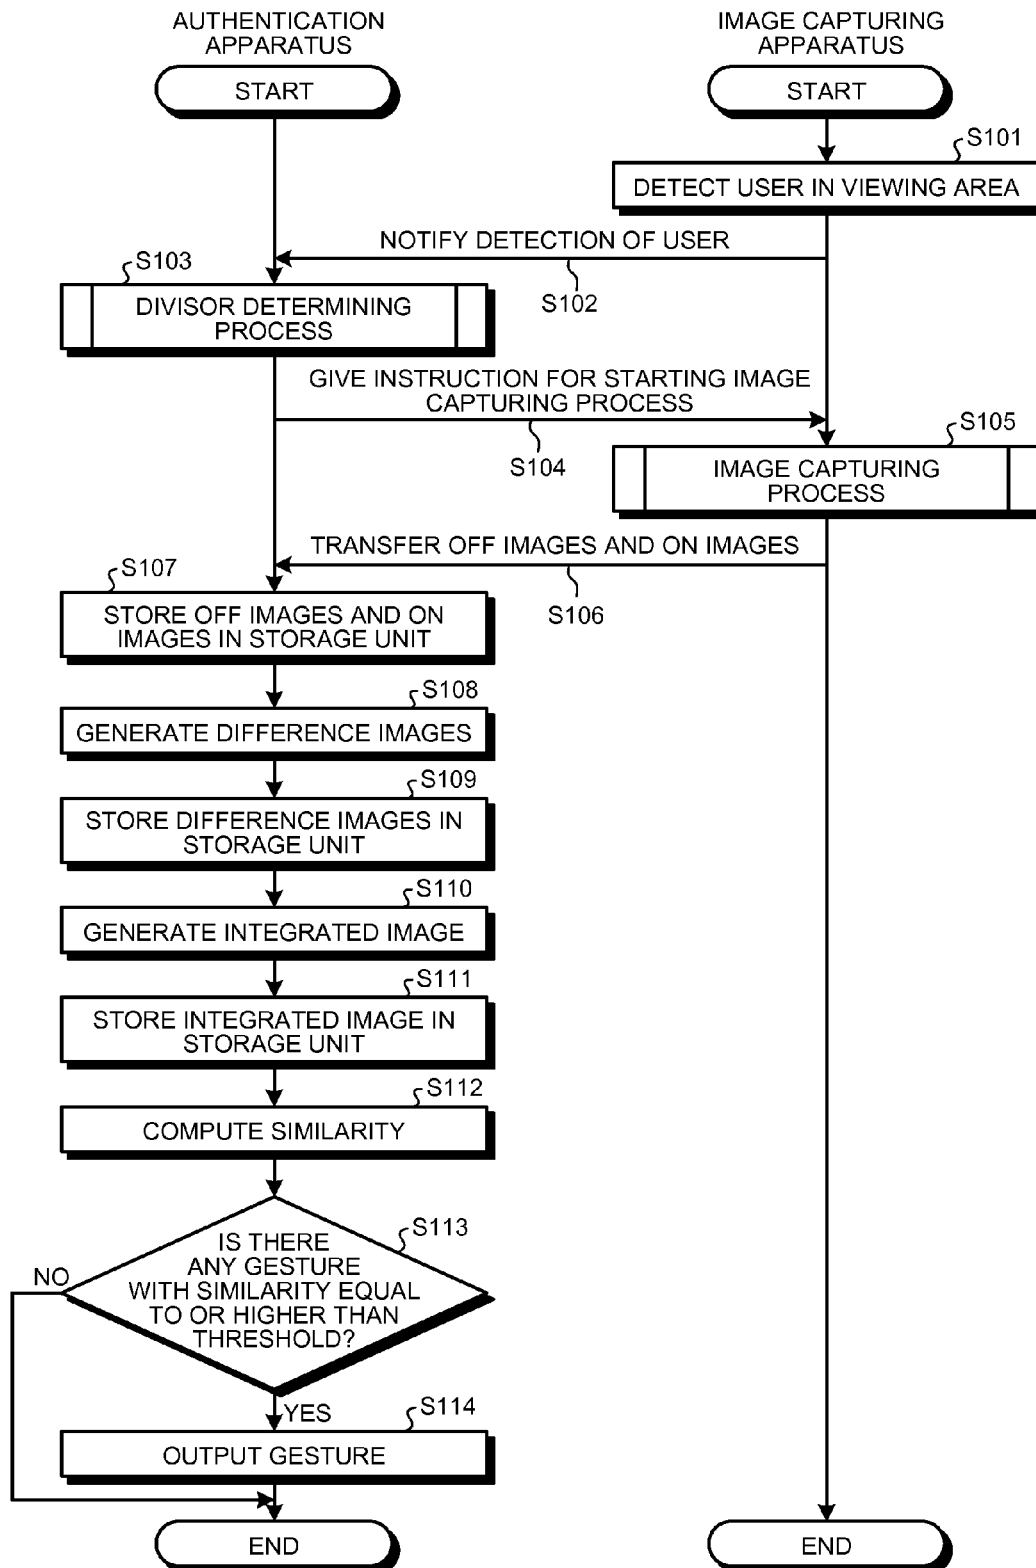 AUTHENTICATION
APPARATUS
IMAGE CAPTURING
APPARATUS
START
START
S101
DETECT USER IN VIEWING AREA
NOTIFY DETECTION OF USER
S102
S103
DIVISOR DETERMINING
PROCESS
GIVE INSTRUCTION FOR STARTING IMAGE
CAPTURING PROCESS
S104
S105
IMAGE CAPTURING
PROCESS
TRANSFER OFF IMAGES AND ON IMAGES
S106
S107
STORE OFF IMAGES AND ON
IMAGES IN STORAGE UNIT
S108
GENERATE DIFFERENCE IMAGES
S109
STORE DIFFERENCE IMAGES IN
STORAGE UNIT
S110
GENERATE INTEGRATED IMAGE
S111
STORE INTEGRATED IMAGE IN
STORAGE UNIT
S112
COMPUTE SIMILARITY
S113
IS THERE
ANY GESTURE
WITH SIMILARITY EQUAL
TO OR HIGHER THAN
THRESHOLD?
NO
YES
S114
OUTPUT GESTURE
END
END